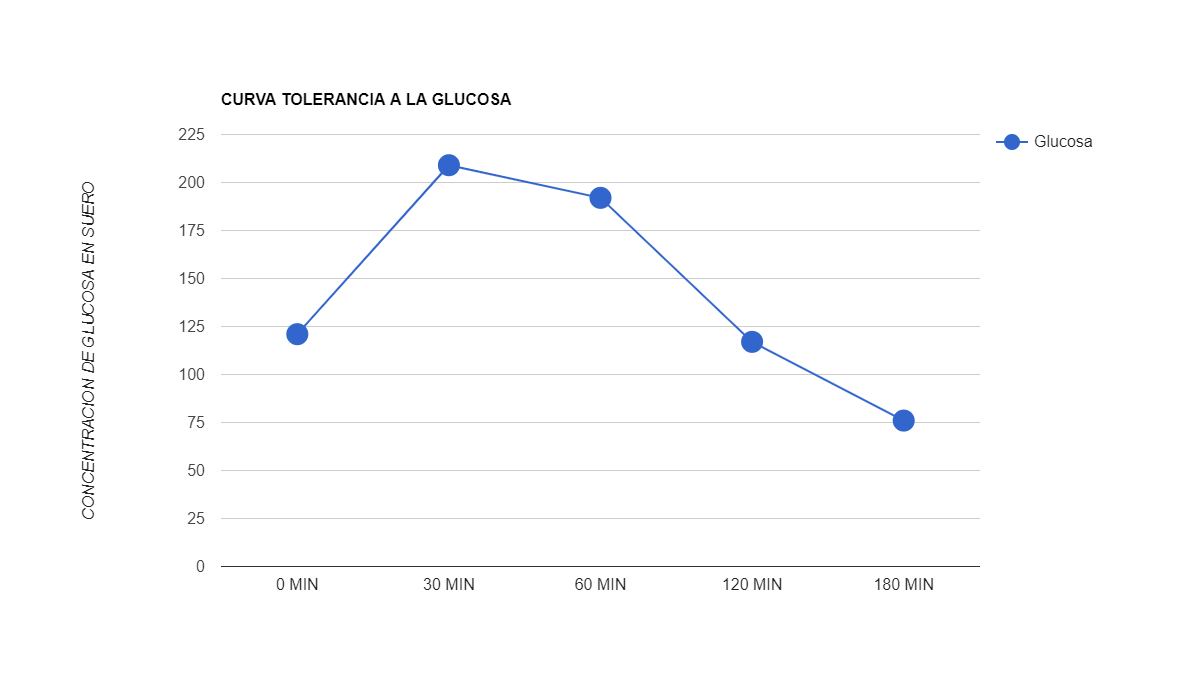 CURVA TOLERANCIA A LA GLUCOSA
Glucosa
CONCENTRACION DE GLUCOSA EN SUERO
225
200
175
150
125
100
75
50
25
0
0 MIN
30 MIN
60 MIN
120 MIN
180 MIN